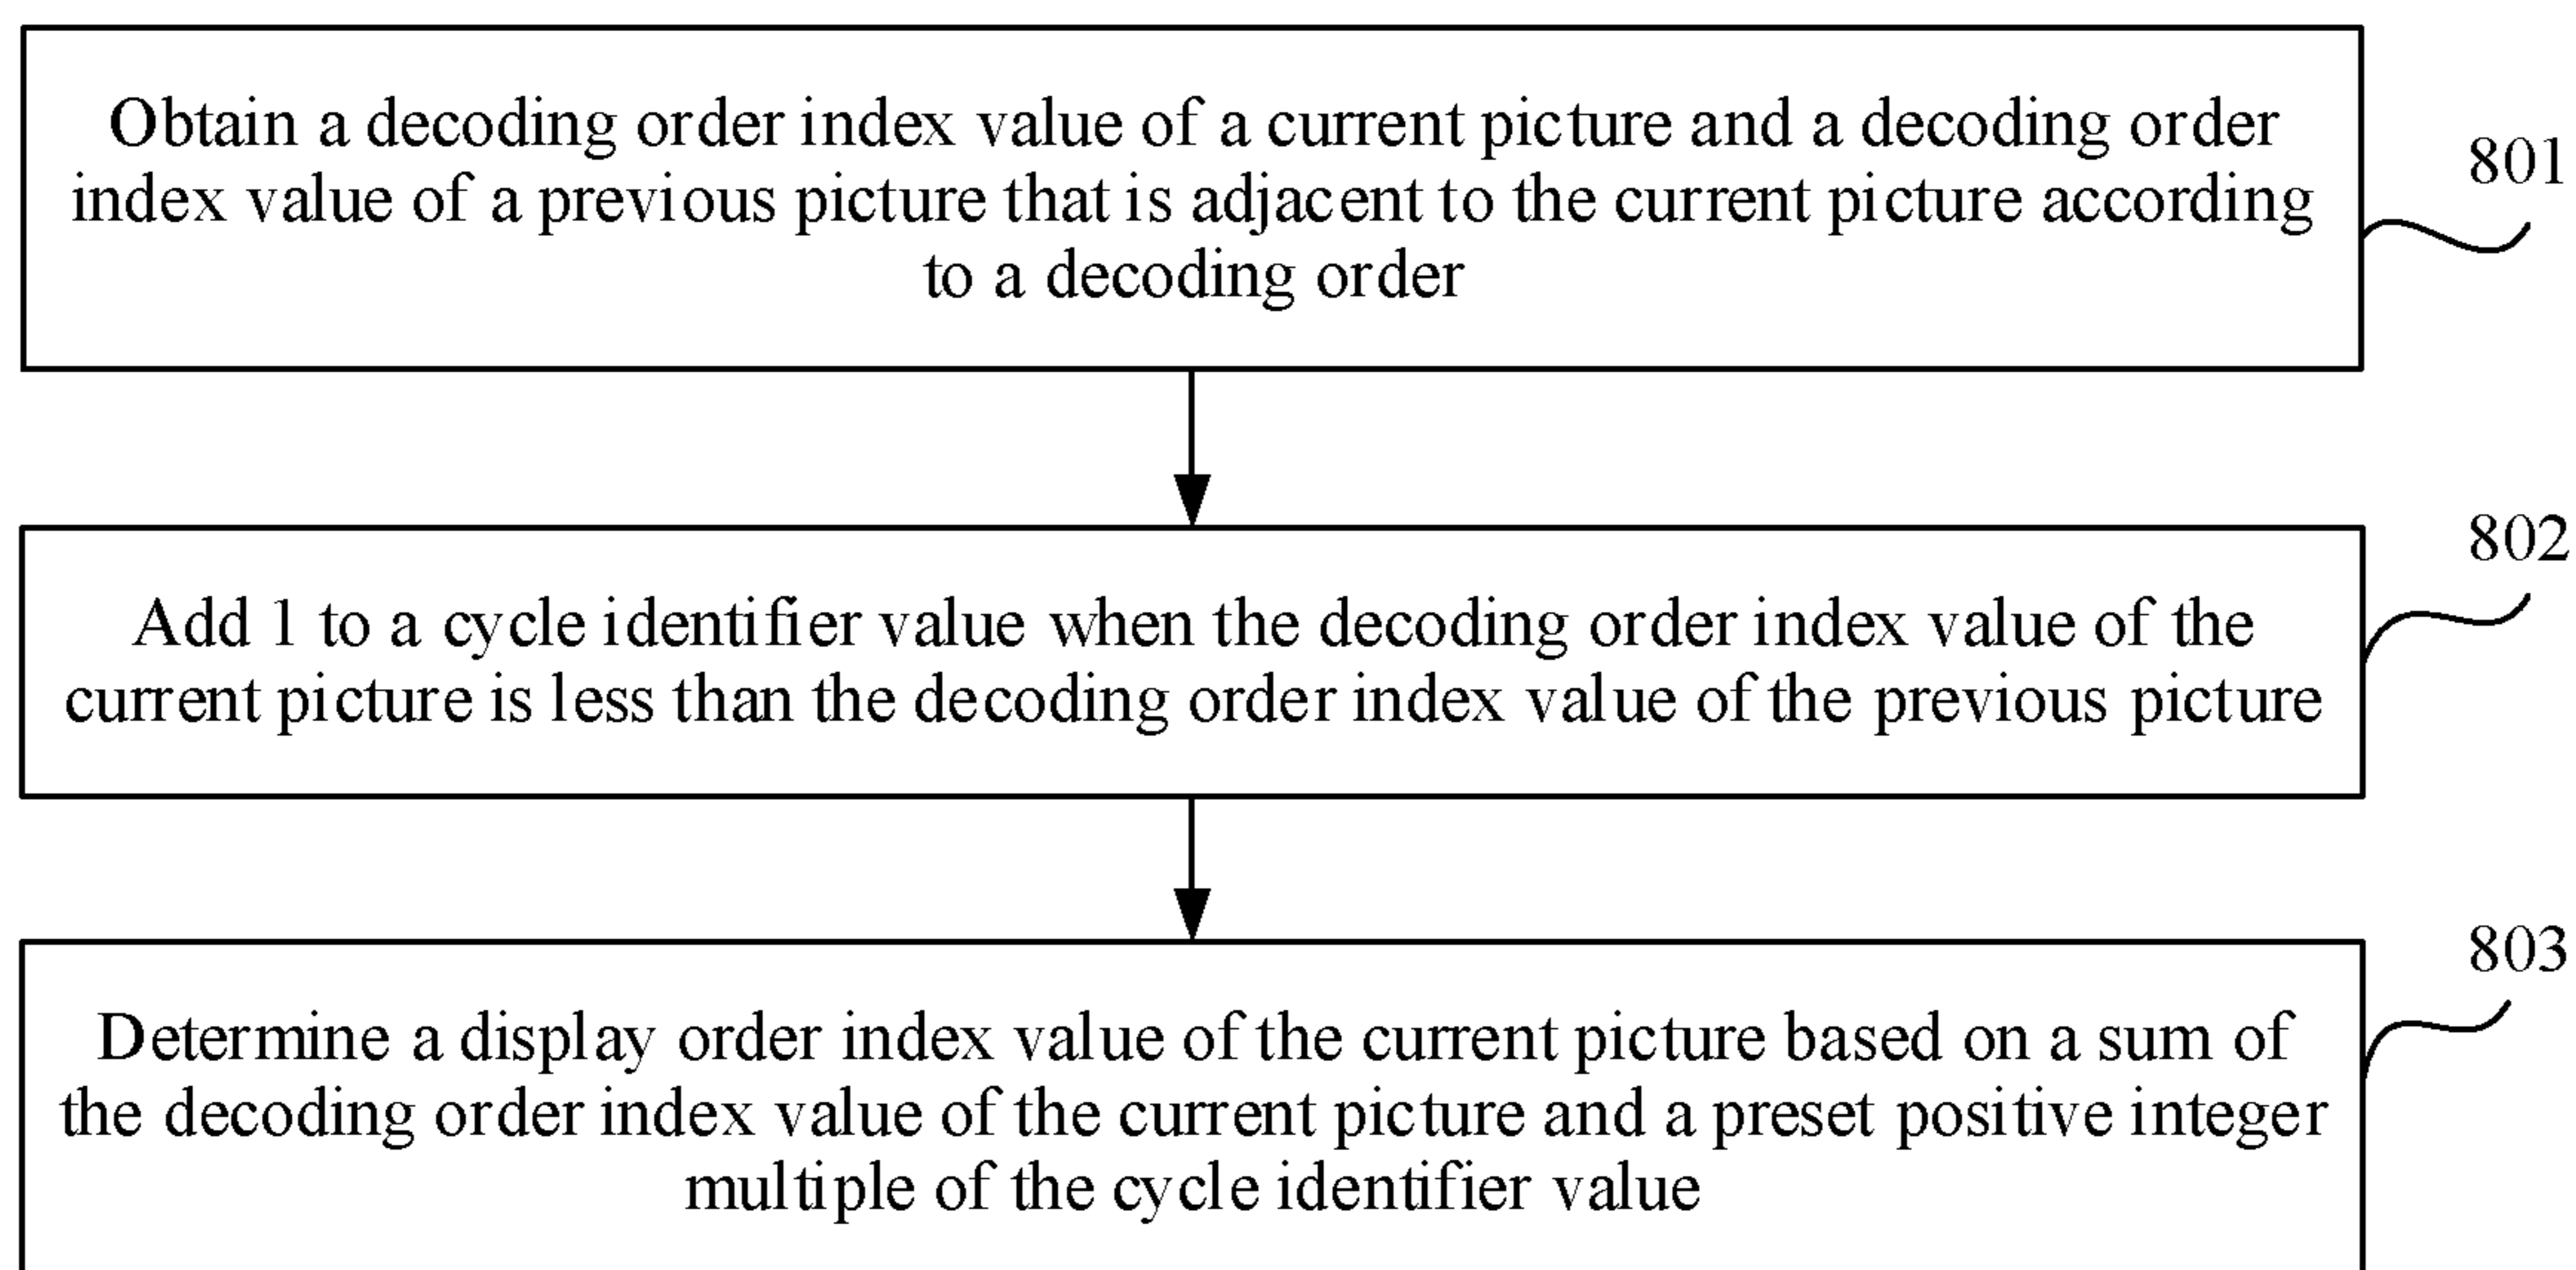 Obtain a decoding order index value of a current picture and a decoding order
index value of a previous picture that is adjacent to the current picture according
to a decoding order
801
Add 1 to a cycle identifier value when the decoding order index value of the
current picture is less than the decoding order index value of the previous picture
802
Determine a display order index value of the current picture based on a sum of
the decoding order index value of the current picture and a preset positive integer
multiple of the cycle identifier value
803